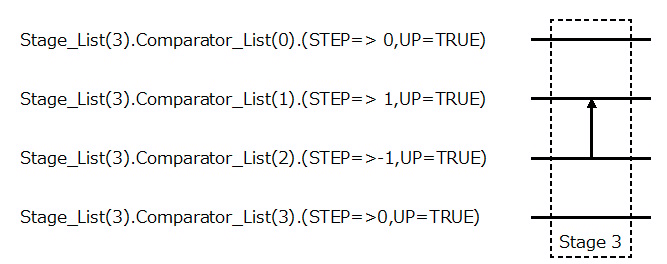 Stage_List(3).Comparator_List(0).(STEP=> 0,UP=TRUE)
Stage_List(3).Comparator_List(1).(STEP=> 1,UP=TRUE)
Stage_List(3).Comparator_List(2).(STEP=>-1,UP=TRUE)
Stage_List(3).Comparator_List(3).(STEP=>0,UP=TRUE)
Stage 3